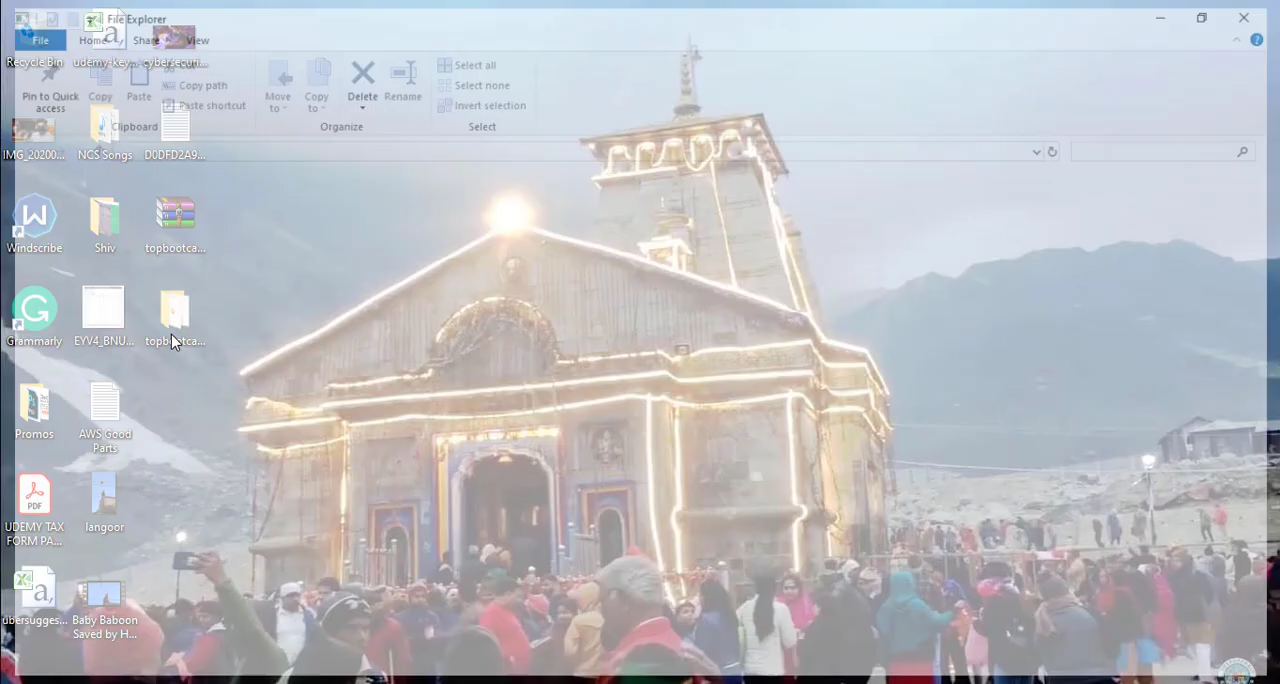 File Explorer
File
Home
Share
View
Pin to Quick
access
Copy
Paste
Copy path
Paste shortcut
Clipboard
Move
to
Copy
to
Delete
Rename
Organize
Select all
Select none
Invert selection
Select
Recycle Bin
udemy-key...
cybersecuri...
IMG_20200...
NCS Songs
D0DFD2A9...
Windscribe
Shiv
topbootca...
Grammarly
EYV4_BNU...
topbootca...
Promos
AWS Good
Parts
PDF
UDEMY TAX
FORM PA...
langoor
ubersugges...
Baby Baboon
Saved by H...